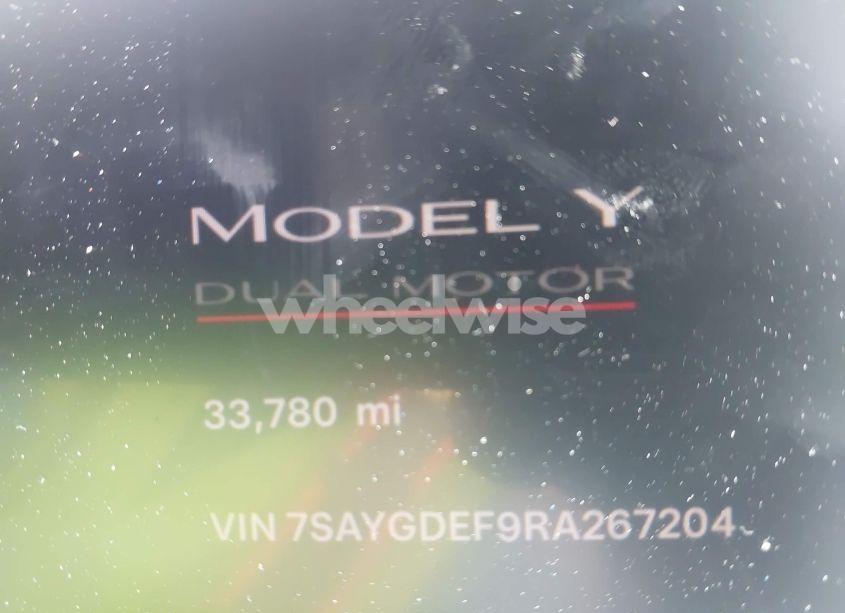 MODEL Y
DUAL MOTOR
wheelwise
33,780 mi
VIN 7SAYGDEF9RA267204